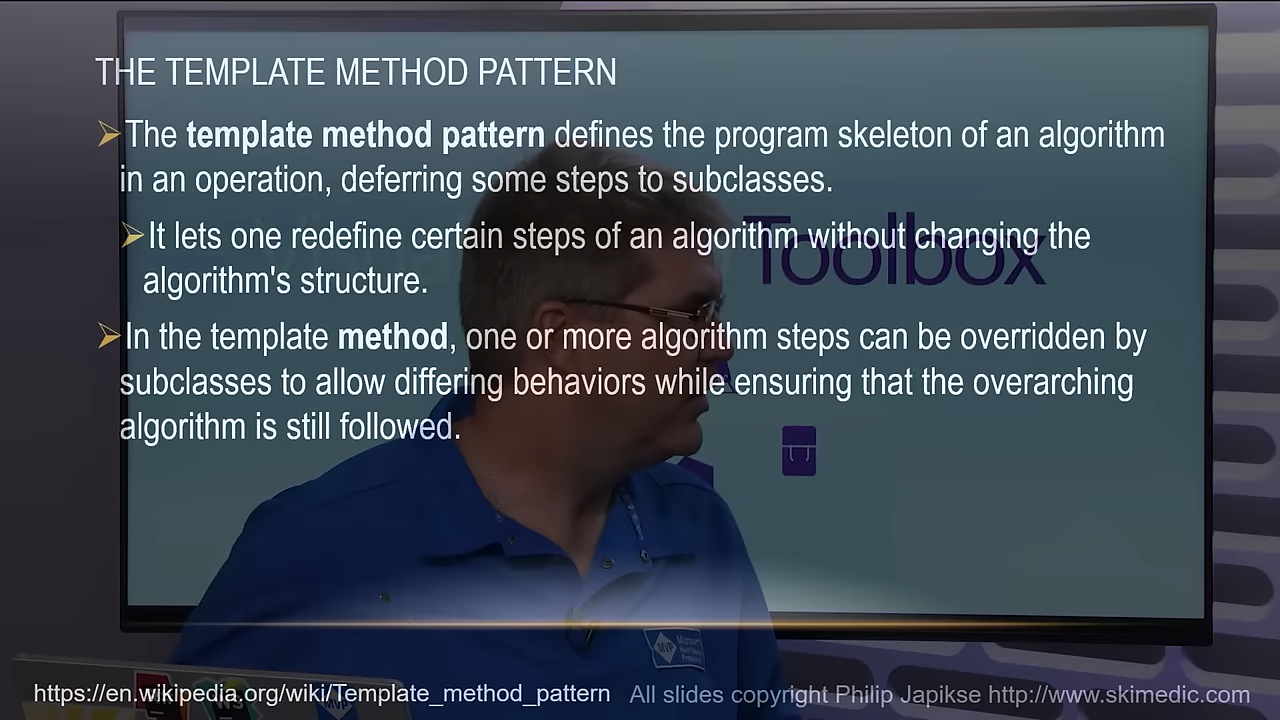 THE TEMPLATE METHOD PATTERN
The template method pattern defines the program skeleton of an algorithm
in an operation, deferring some steps to subclasses.
It lets one redefine certain steps of an algorithm without changing the
algorithm's structure.
Toolbox
In the template method, one or more algorithm steps can be overridden by
subclasses to allow differing behaviors while ensuring that the overarching
algorithm is still followed.
MVP
Microsoft
https://en.wikipedia.org/wiki/Template_method_pattern
All slides copyright Philip Japikse http://www.skimedic.com